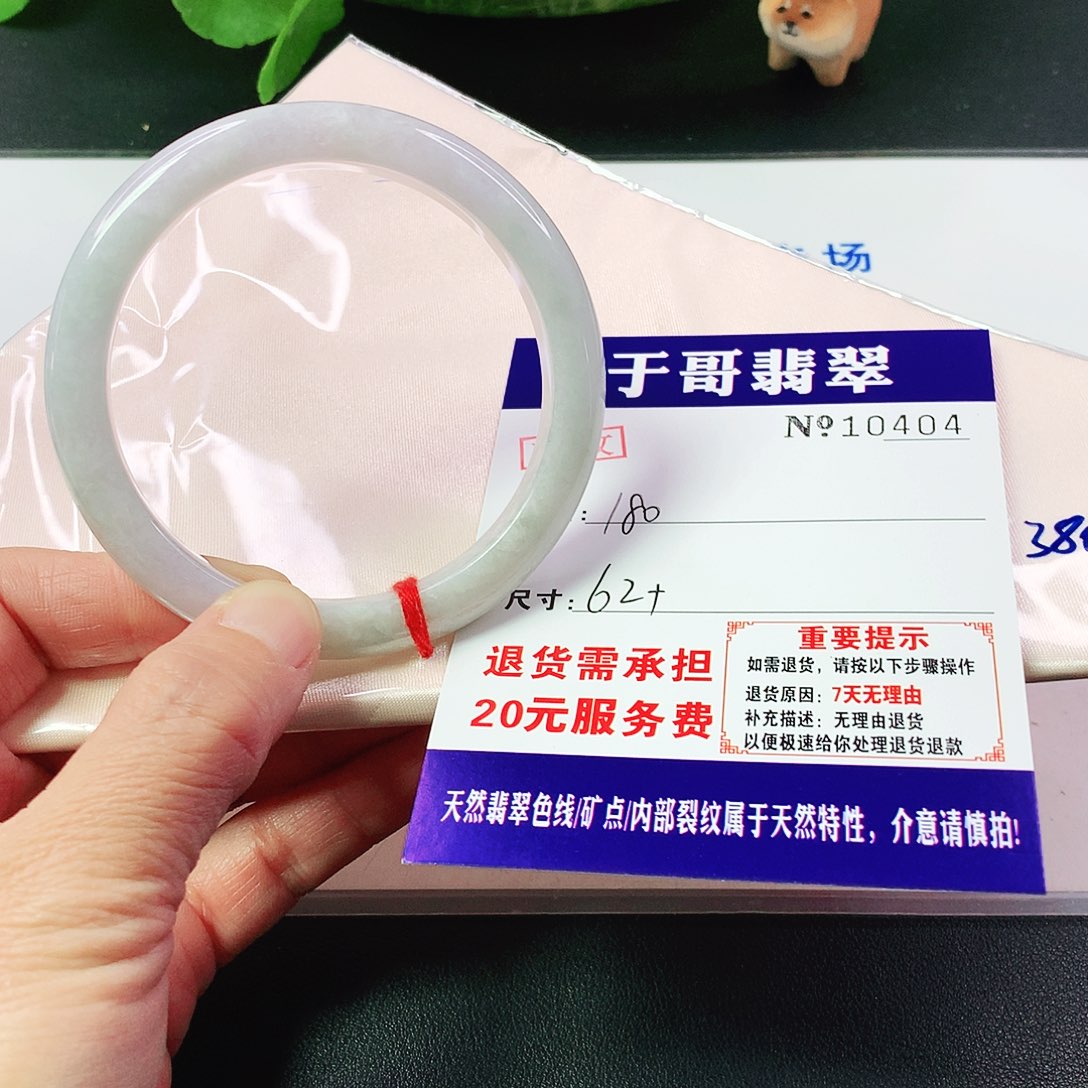 场
于哥翡翠
Nº10404
文
:180
38
尺寸:62+
退货需承担
20元服务费
重要提示
如需退货，请按以下步骤操作
退货原因：7天无理由
补充描述：无理由退货
以便极速给你处理退货退款
天然翡翠色线/矿点/内部裂纹属于天然特性，介意请慎拍!